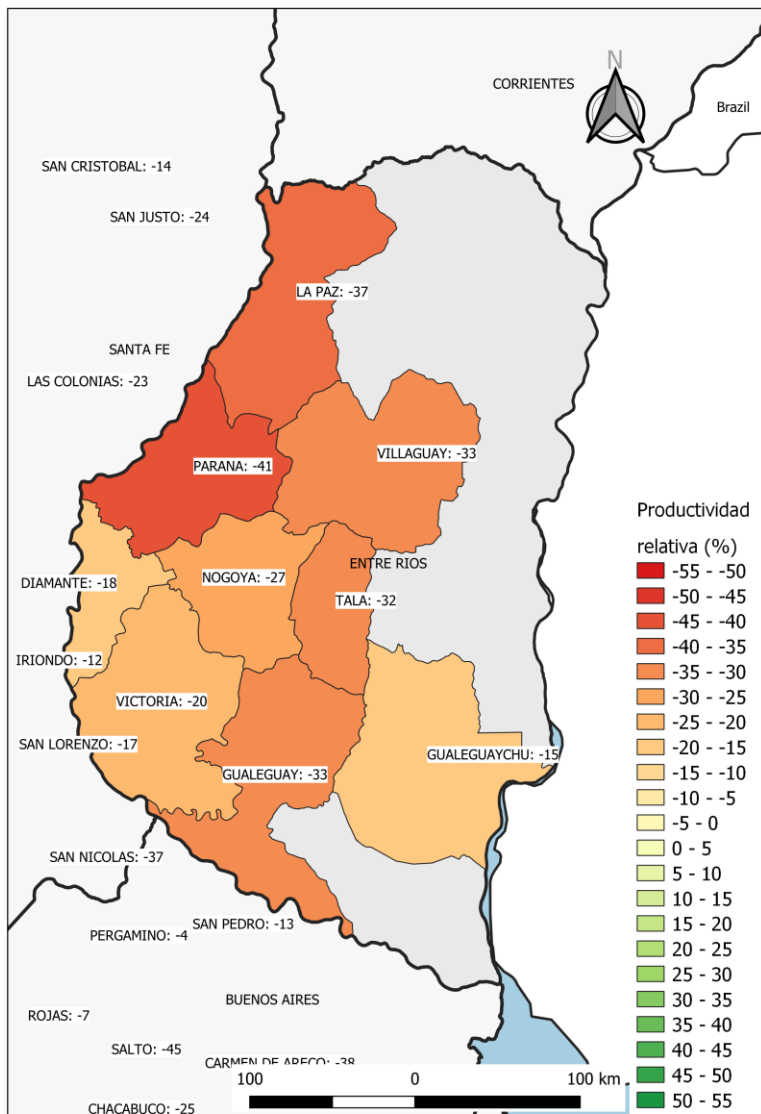 N
CORRIENTES
Brazil
SAN CRISTOBAL: -14
SAN JUSTO: -24
LA PAZ: -37
SANTA FE
LAS COLONIAS: -23
PARANA: -41
VILLAGUAY: -33
ENTRE RIOS
DIAMANTE: -18
NOGOYA: -27
TALA: -32
IRIONDO: -12
VICTORIA: -20
SAN LORENZO: -17
GUALEGUAY: -33
GUALEGUAYCHU: -15
SAN NICOLAS: -37
SAN PEDRO: -13
PERGAMINO: -4
BUENOS AIRES
ROJAS: -7
SALTO: -45
CARMEN DE ARECO: -38
CHACABUCO: -25
100 0 100 km
Productividad
relativa (%)
-55 - -50
-50 - -45
-45 - -40
-40 - -35
-35 - -30
-30 - -25
-25 - -20
-20 - -15
-15 - -10
-10 - -5
-5 - 0
0 - 5
5 - 10
10 - 15
15 - 20
20 - 25
25 - 30
30 - 35
35 - 40
40 - 45
45 - 50
50 - 55